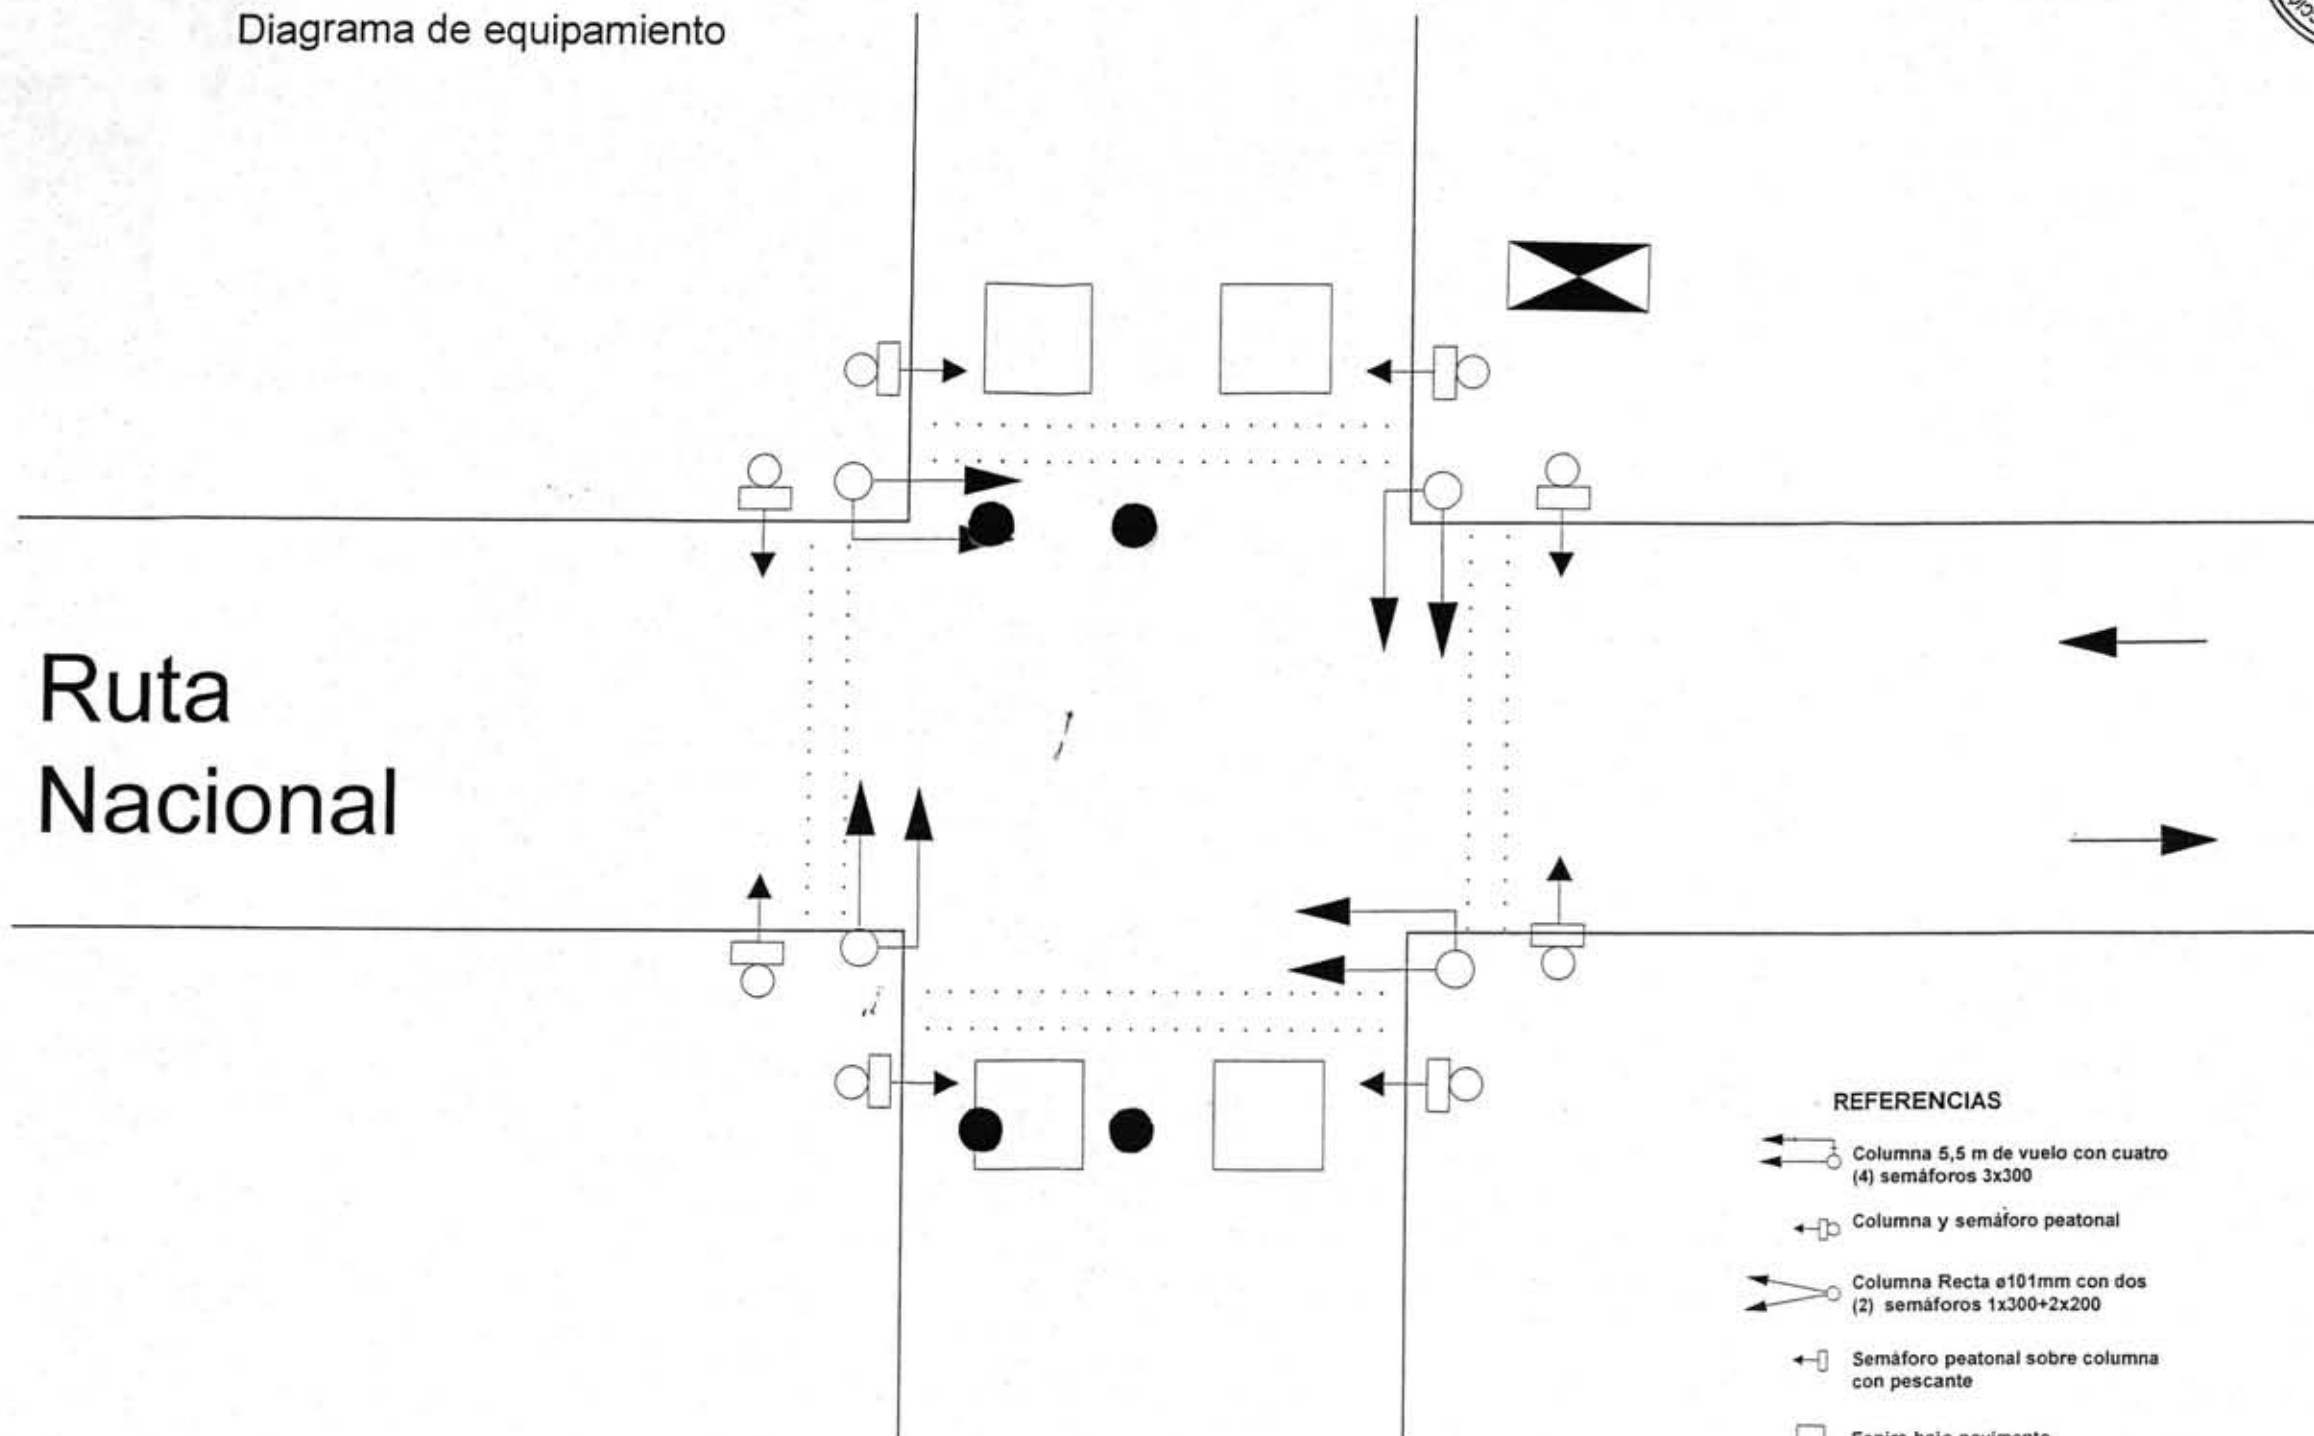 Diagrama de equipamiento
Ruta
Nacional
REFERENCIAS
Columna 5,5 m de vuelo con cuatro
(4) semáforos 3x300
Columna y semáforo peatonal
Columna Recta ø101mm con dos
(2) semáforos 1x300+2x200
Semáforo peatonal sobre columna
con pescante